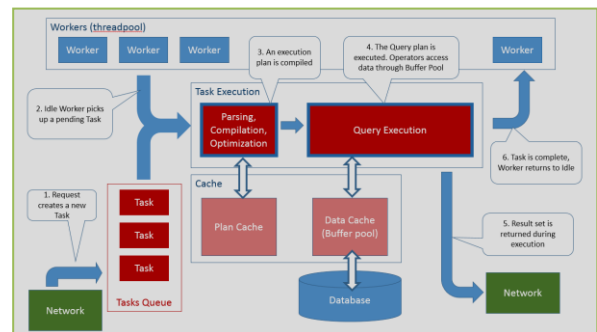 Workers (threadpool)
Worker
Worker
Worker
Worker
3. An execution
plan is compiled
4. The Query plan is
executed. Operators access
data through Buffer Pool
2. Idle Worker picks
up a pending Task
Task Execution
Parsing,
Compilation,
Optimization
Query Execution
6. Task is complete,
Worker returns to Idle
1. Request
creates a new
Task
Task
Task
Task
Tasks Queue
Cache
Plan Cache
Data Cache
(Buffer pool)
5. Result set is
returned during
execution
Network
Database
Network